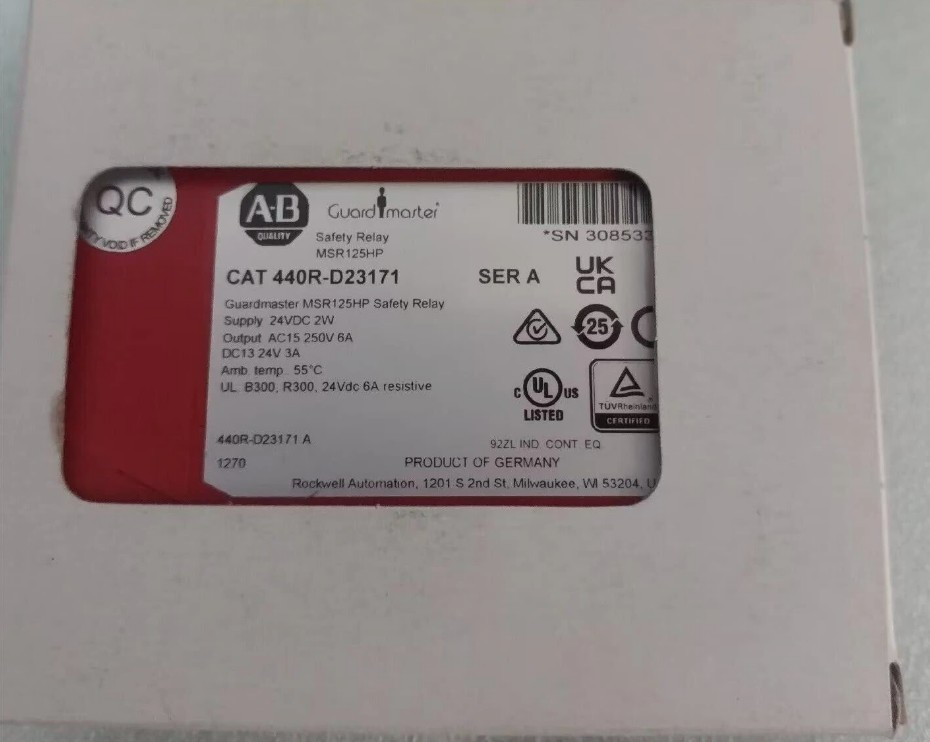 QC
TY VOID IF REMOVED
A-B
QUALITY
Guardmaster
Safety Relay
MSR125HP
*SN 308533
CAT 440R-D23171
SER A
UK
CA
Guardmaster MSR125HP Safety Relay
Supply 24VDC 2W
Output AC15 250V 6A
DC13 24V 3A
Amb. temp. 55°C
UL B300, R300, 24Vdc 6A resistive
25
C UL US
LISTED
TÜVRheinland
CERTIFIED
440R-D23171 A
92ZL IND. CONT. EQ.
1270
PRODUCT OF GERMANY
Rockwell Automation, 1201 S 2nd St, Milwaukee, WI 53204, U